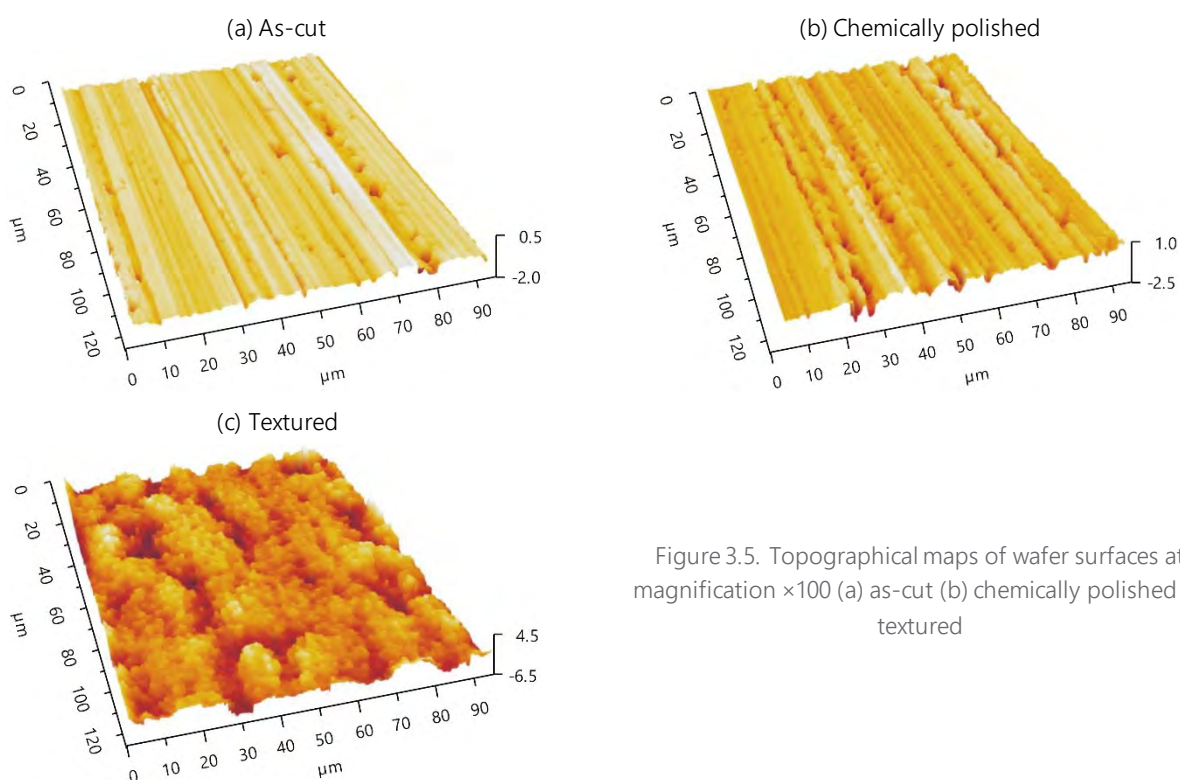 (a) As-cut
0
20
40
60
80
100
120
µm
0 10 20 30 40 50 60 70 80 90
µm
0.5
-2.0
(b) Chemically polished
0
20
40
60
80
100
120
µm
0 10 20 30 40 50 60 70 80 90
µm
1.0
-2.5
(c) Textured
0
20
40
60
80
100
120
µm
0 10 20 30 40 50 60 70 80 90
µm
4.5
-6.5
Figure 3.5. Topographical maps of wafer surfaces at
magnification ×100 (a) as-cut (b) chemically polished
textured